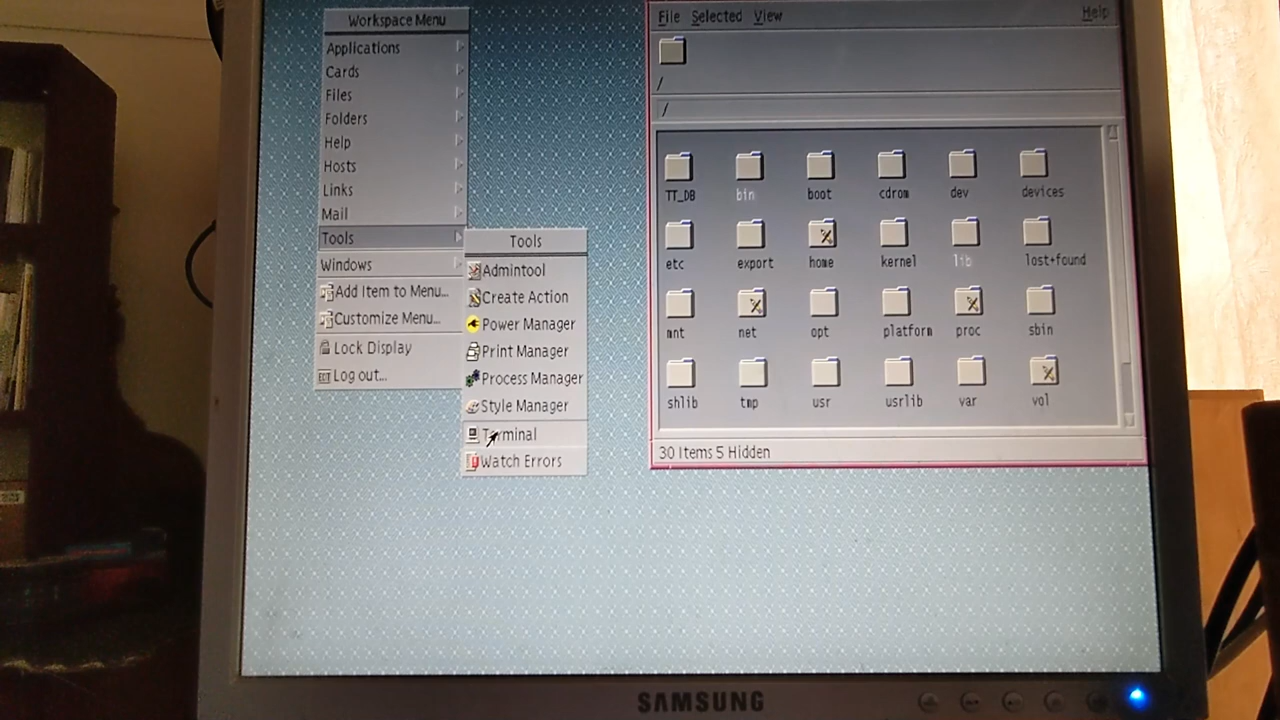 Workspace Menu
Applications
Cards
Files
Folders
Help
Hosts
Links
Mail
Tools
Windows
Add Item to Menu...
Customize Menu...
Lock Display
Log out...
Tools
Admintool
Create Action
Power Manager
Print Manager
Process Manager
Style Manager
Terminal
Watch Errors
File Selected View Help
/
/
TT_DB bin boot cdrom dev devices
etc export home kernel lib lost+found
mnt net opt platform proc sbin
shlib tmp usr usrlib var vol
30 Items 5 Hidden
SAMSUNG